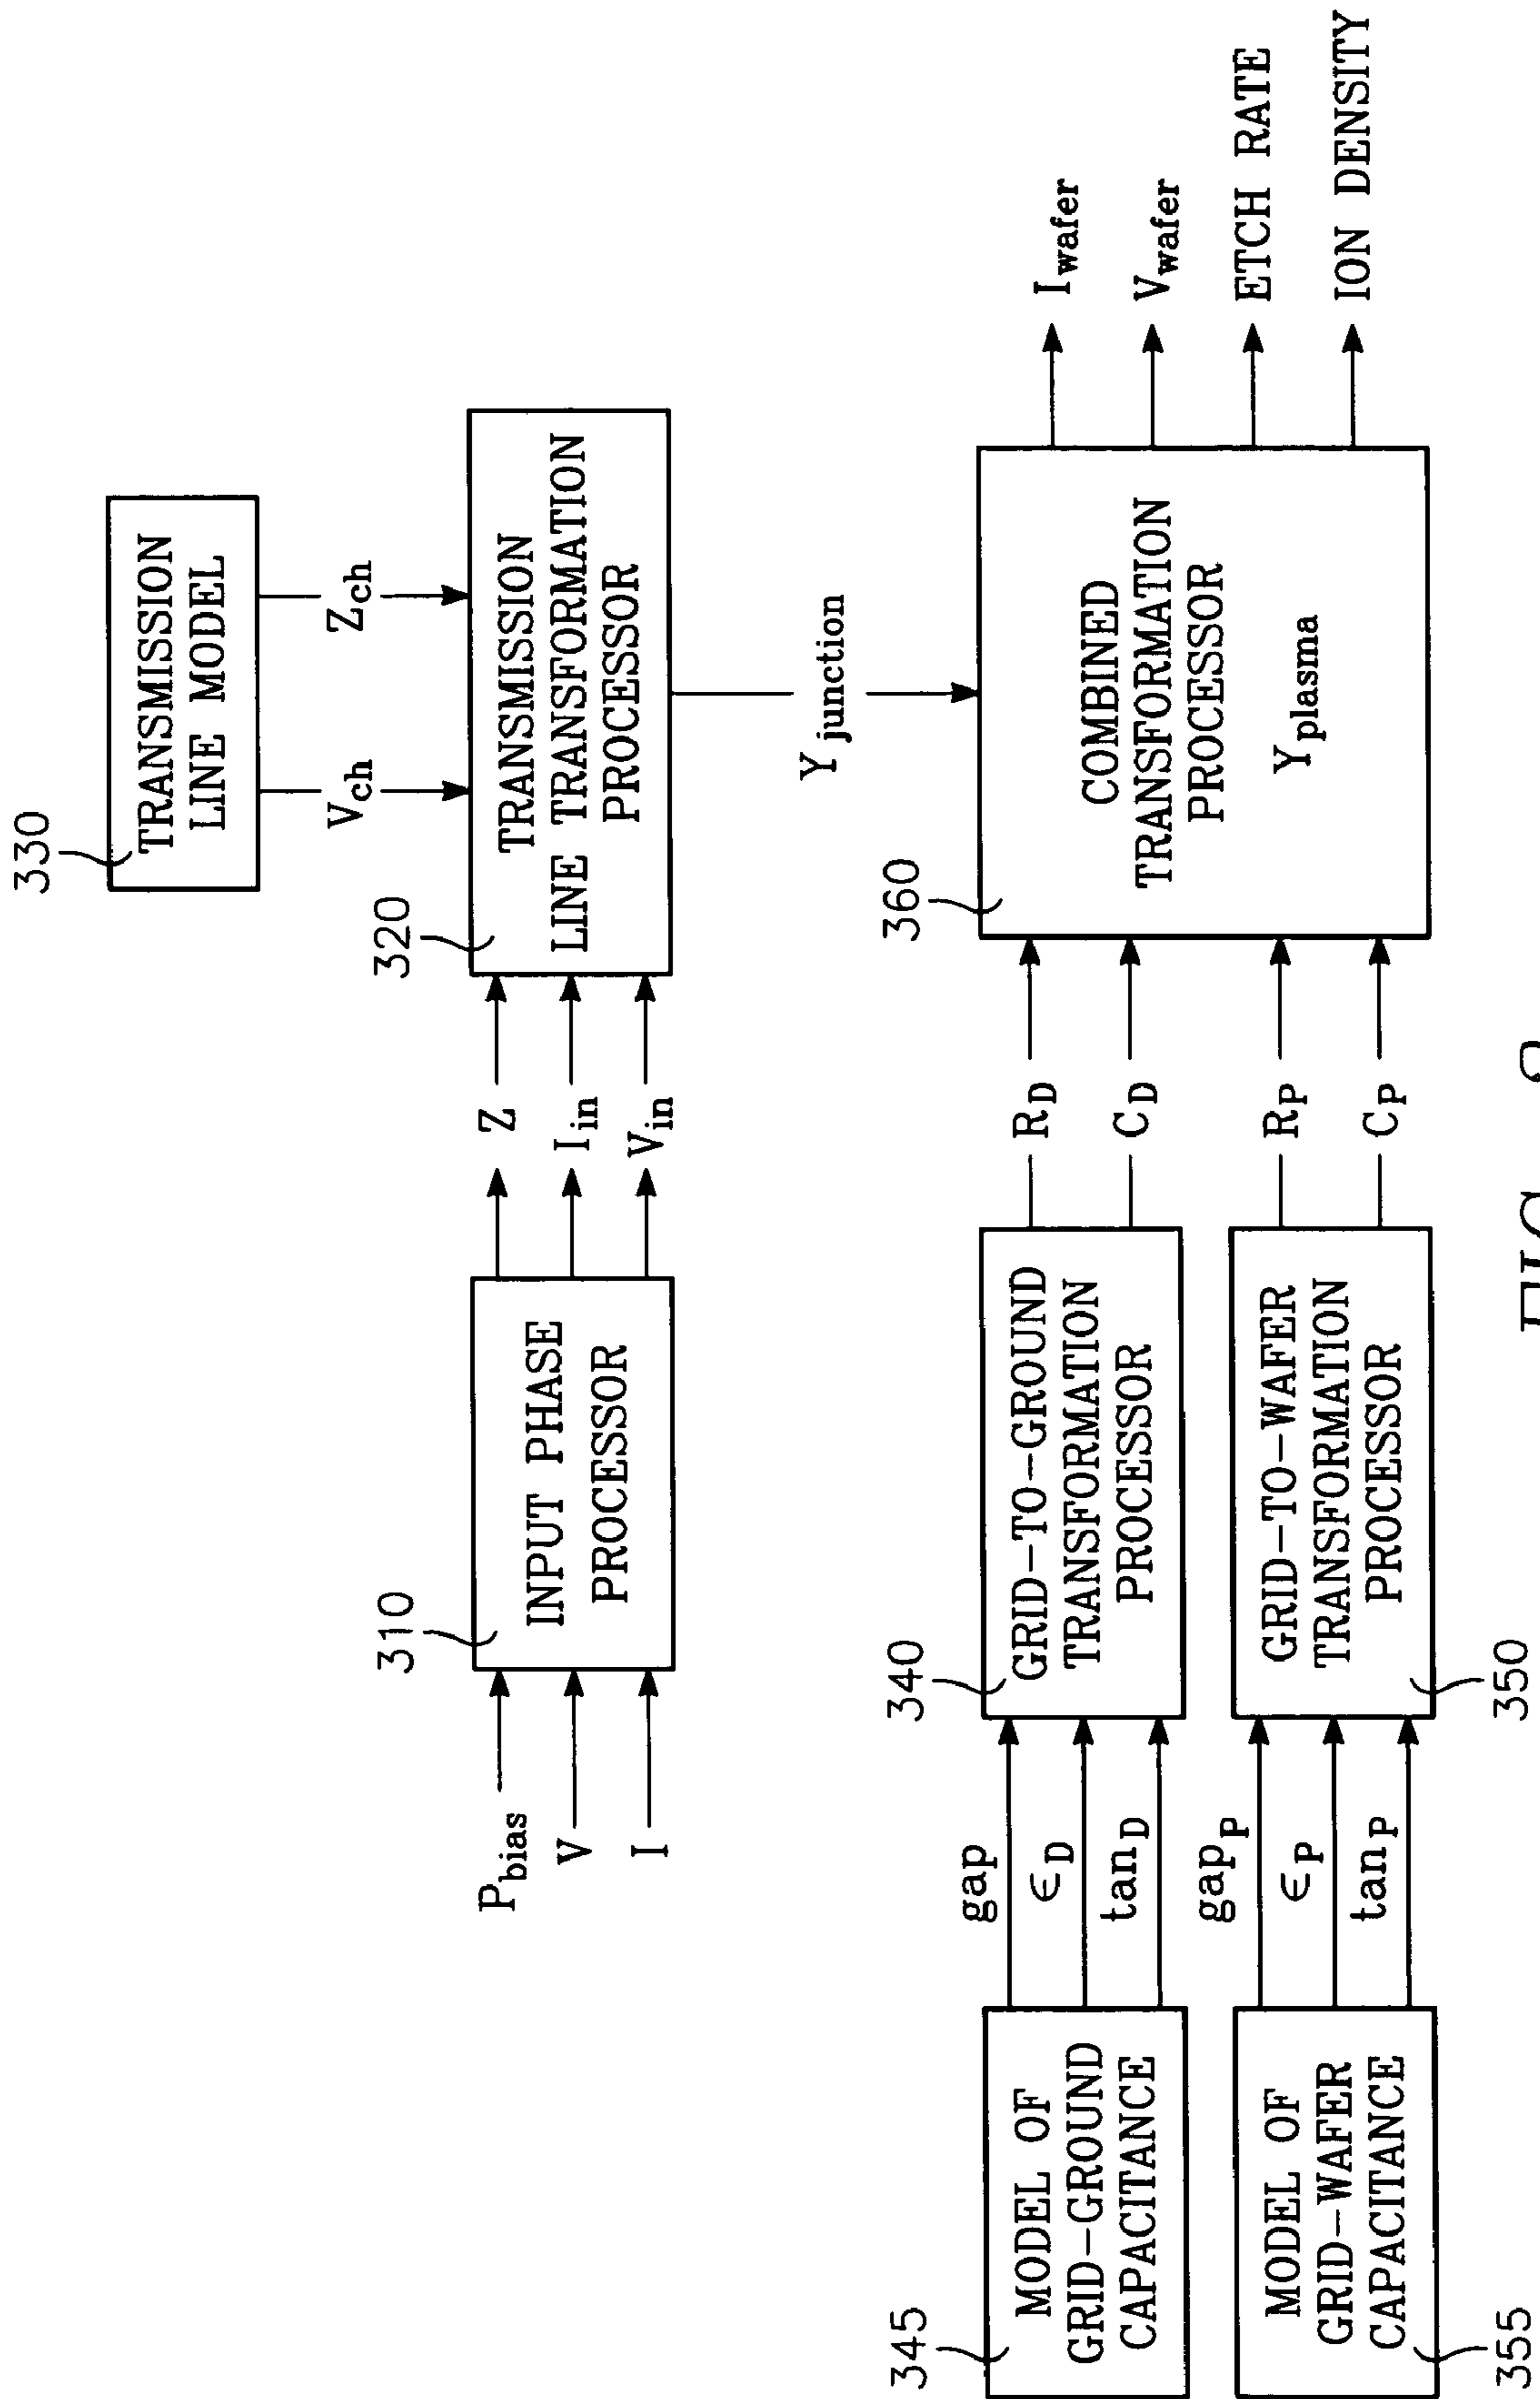 330
TRANSMISSION
LINE MODEL
V_ch
Z_ch
310
INPUT PHASE
PROCESSOR
P_bias
V
I
Z
I_in
V_in
320
TRANSMISSION
LINE TRANSFORMATION
PROCESSOR
Y_junction
345
MODEL OF
GRID-GROUND
CAPACITANCE
gap
ϵ_D
tan_D
340
GRID-TO-GROUND
TRANSFORMATION
PROCESSOR
R_D
C_D
355
MODEL OF
GRID-WAFER
CAPACITANCE
gap_P
ϵ_P
tan_P
350
GRID-TO-WAFER
TRANSFORMATION
PROCESSOR
R_P
C_P
360
COMBINED
TRANSFORMATION
PROCESSOR
Y_plasma
I_wafer
V_wafer
ETCH RATE
ION DENSITY
FIG.